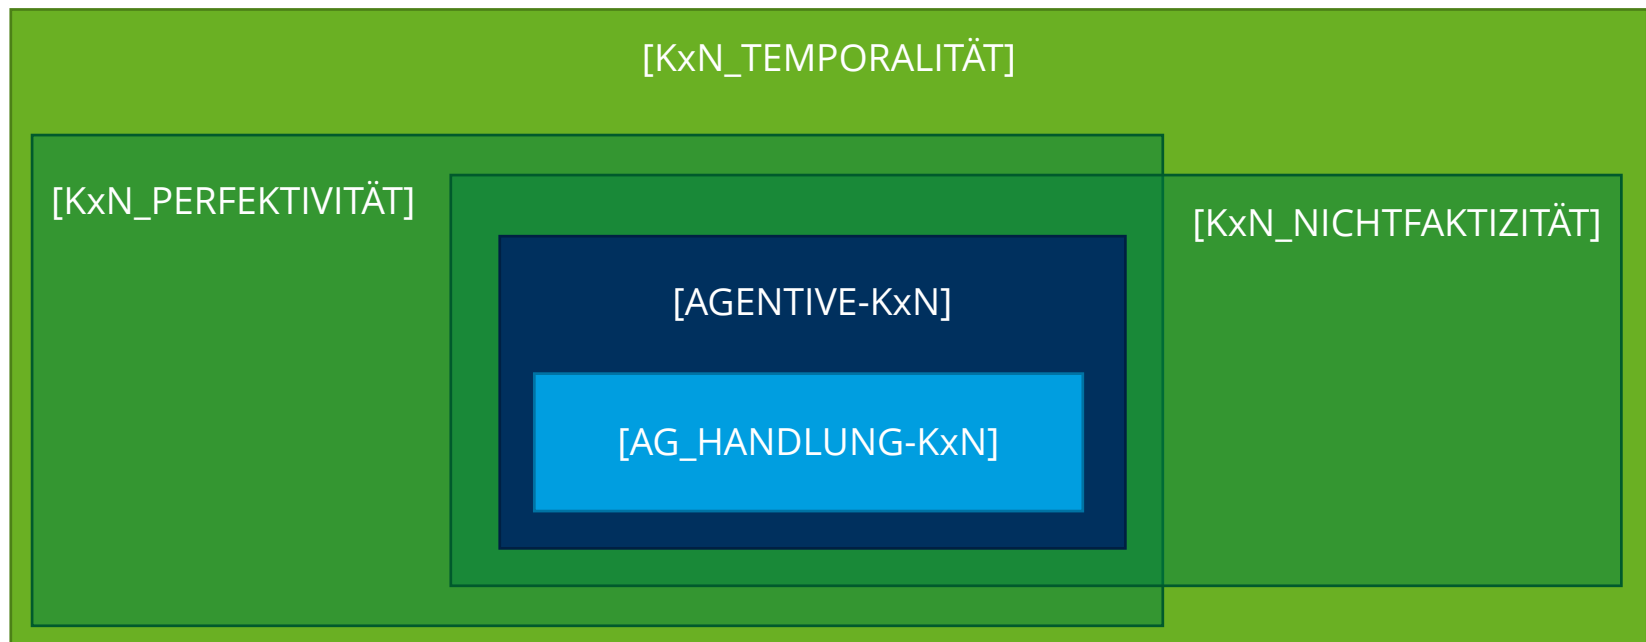 [KxN_TEMPORALITÄT]
[KxN_PERFEKTIVITÄT]
[KxN_NICHTFAKTIZITÄT]
[AGENTIVE-KxN]
[AG_HANDLUNG-KxN]